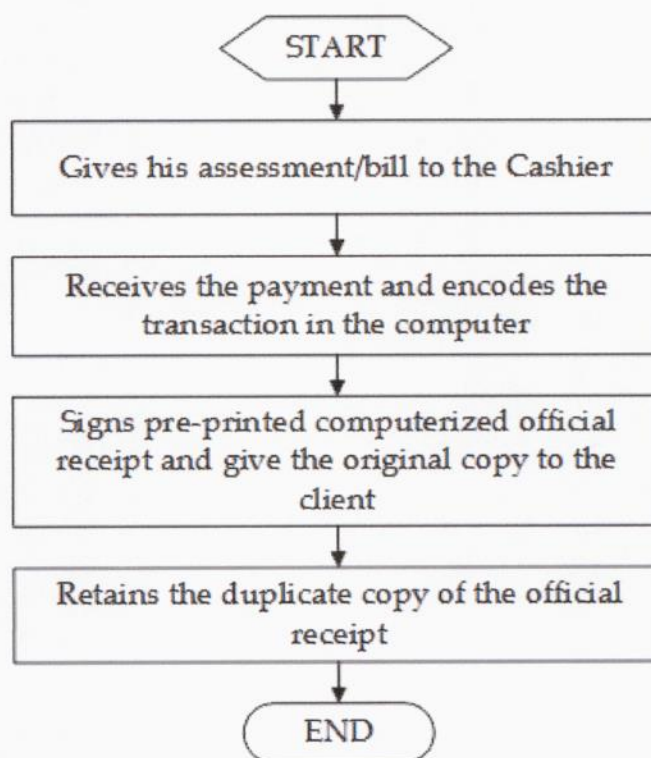 START
Gives his assessment/bill to the Cashier
Receives the payment and encodes the
transaction in the computer
Signs pre-printed computerized official
receipt and give the original copy to the
client
Retains the duplicate copy of the official
receipt
END